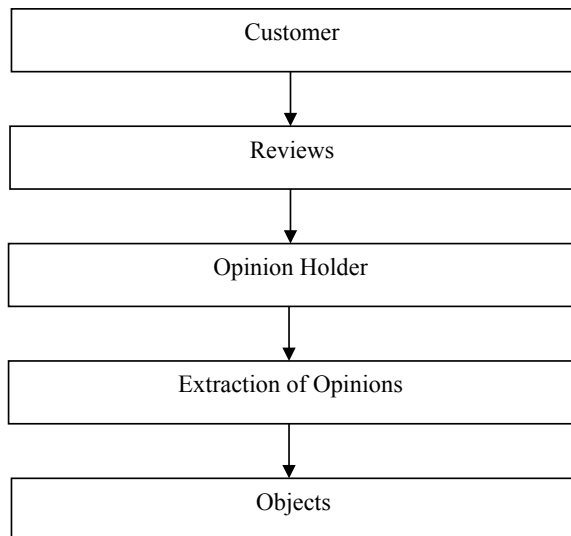 Customer
Reviews
Opinion Holder
Extraction of Opinions
Objects